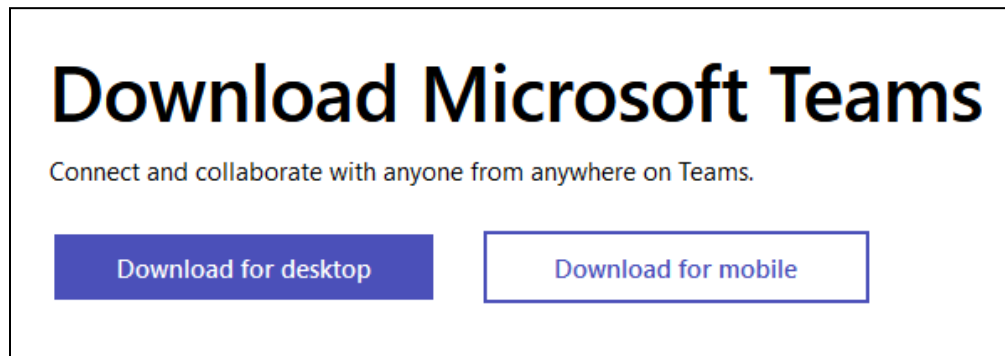 Download Microsoft Teams
Connect and collaborate with anyone from anywhere on Teams.
Download for desktop
Download for mobile